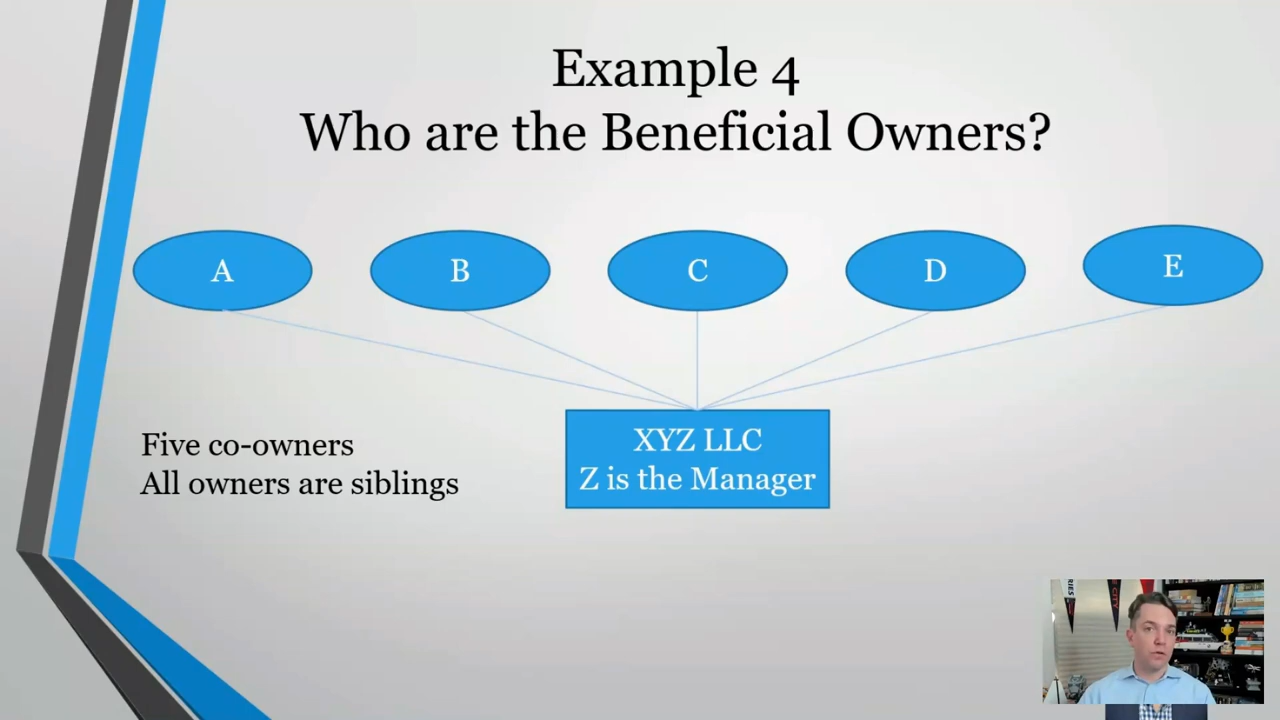 Example 4
Who are the Beneficial Owners?
A
B
C
D
E
XYZ LLC
Z is the Manager
Five co-owners
All owners are siblings